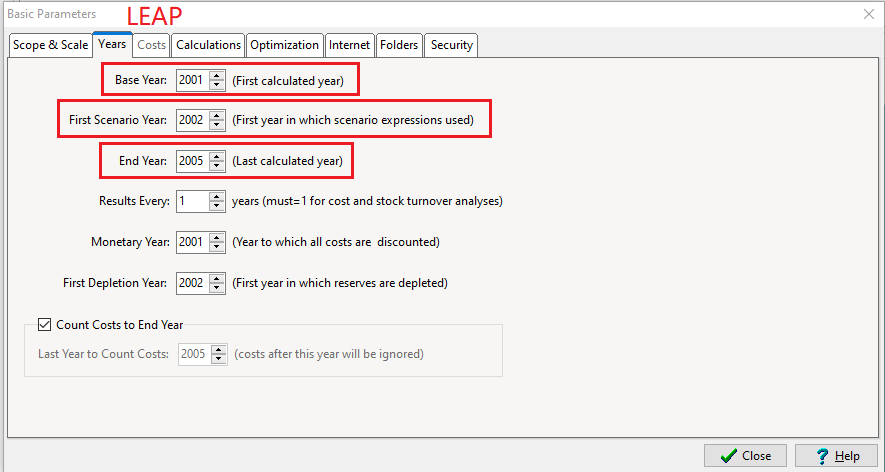 Basic Parameters
LEAP
Scope & Scale Years Costs Calculations Optimization Internet Folders Security
Base Year: 2001 (First calculated year)
First Scenario Year: 2002 (First year in which scenario expressions used)
End Year: 2005 (Last calculated year)
Results Every: 1 years (must=1 for cost and stock turnover analyses)
Monetary Year: 2001 (Year to which all costs are discounted)
First Depletion Year: 2002 (First year in which reserves are depleted)
Count Costs to End Year
Last Year to Count Costs: 2005 (costs after this year will be ignored)
Close Help